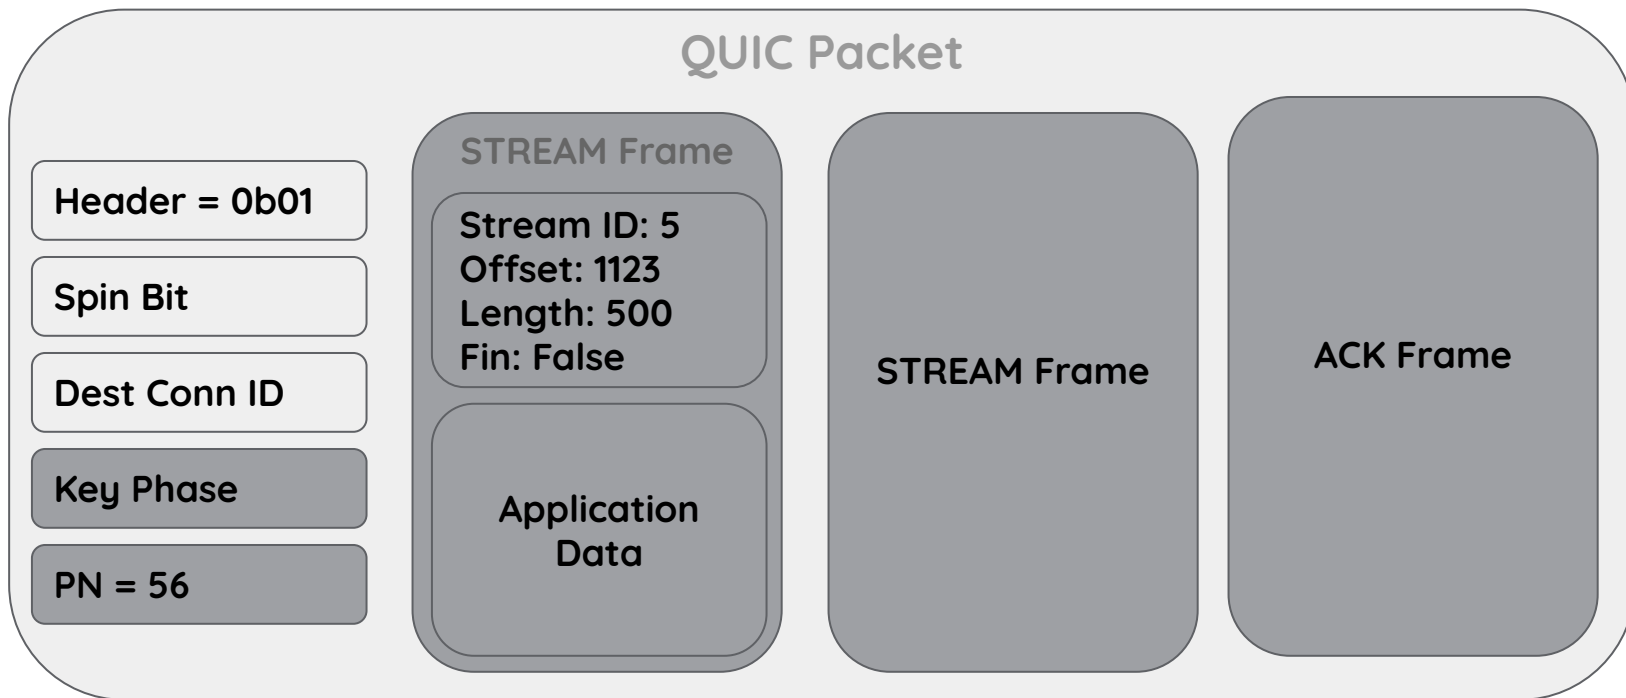 QUIC Packet
Header = 0b01
Spin Bit
Dest Conn ID
Key Phase
PN = 56
STREAM Frame
Stream ID: 5
Offset: 1123
Length: 500
Fin: False
Application
Data
STREAM Frame
ACK Frame